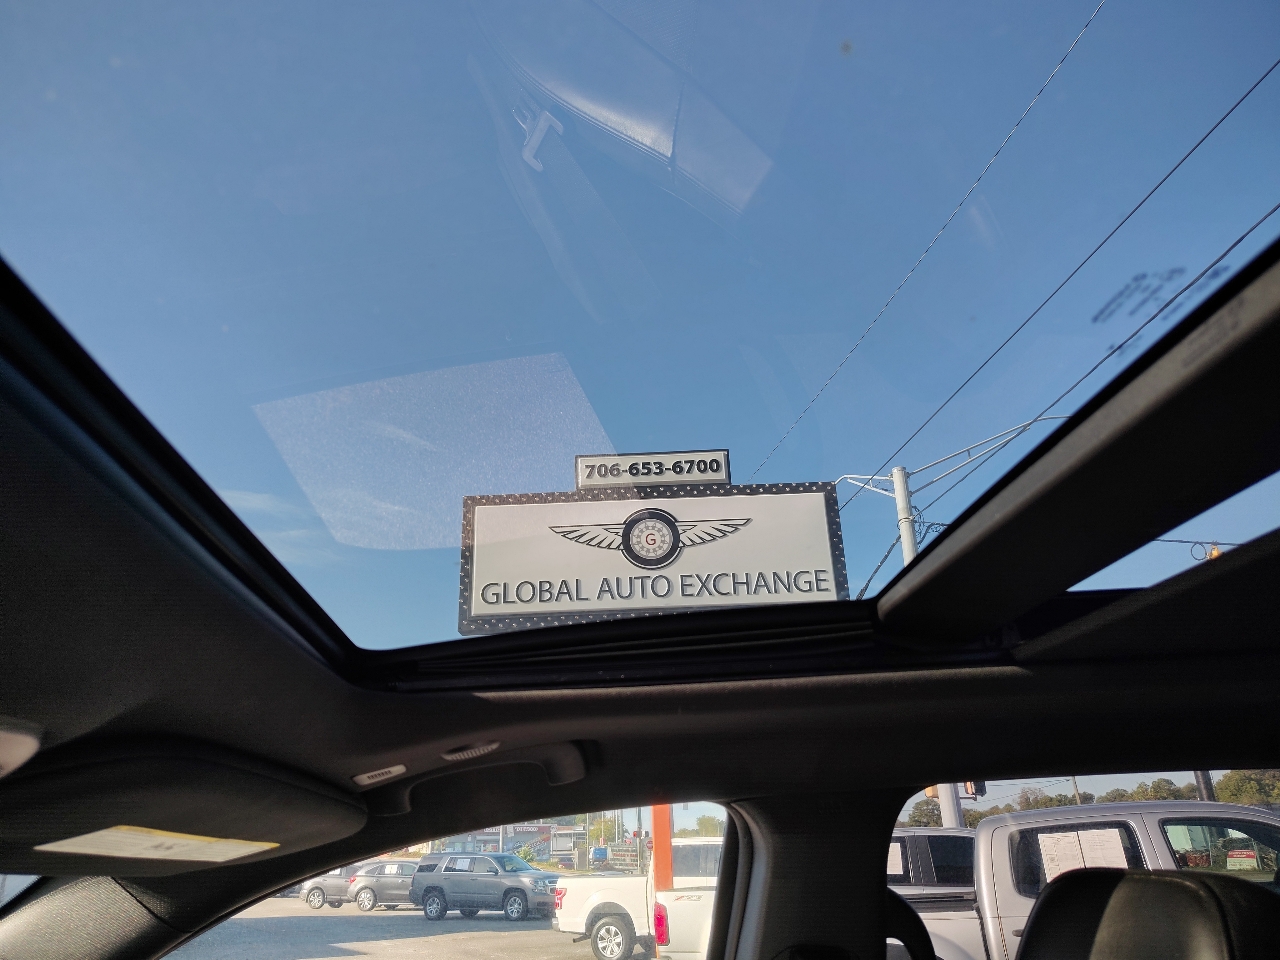 706-653-6700
G
GLOBAL AUTO EXCHANGE